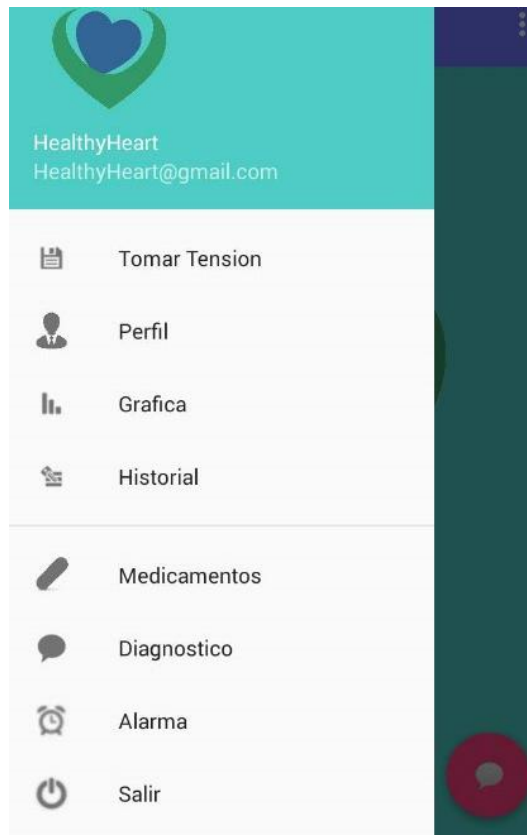 HealthyHeart
HealthyHeart@gmail.com
Tomar Tension
Perfil
Grafica
Historial
Medicamentos
Diagnostico
Alarma
Salir